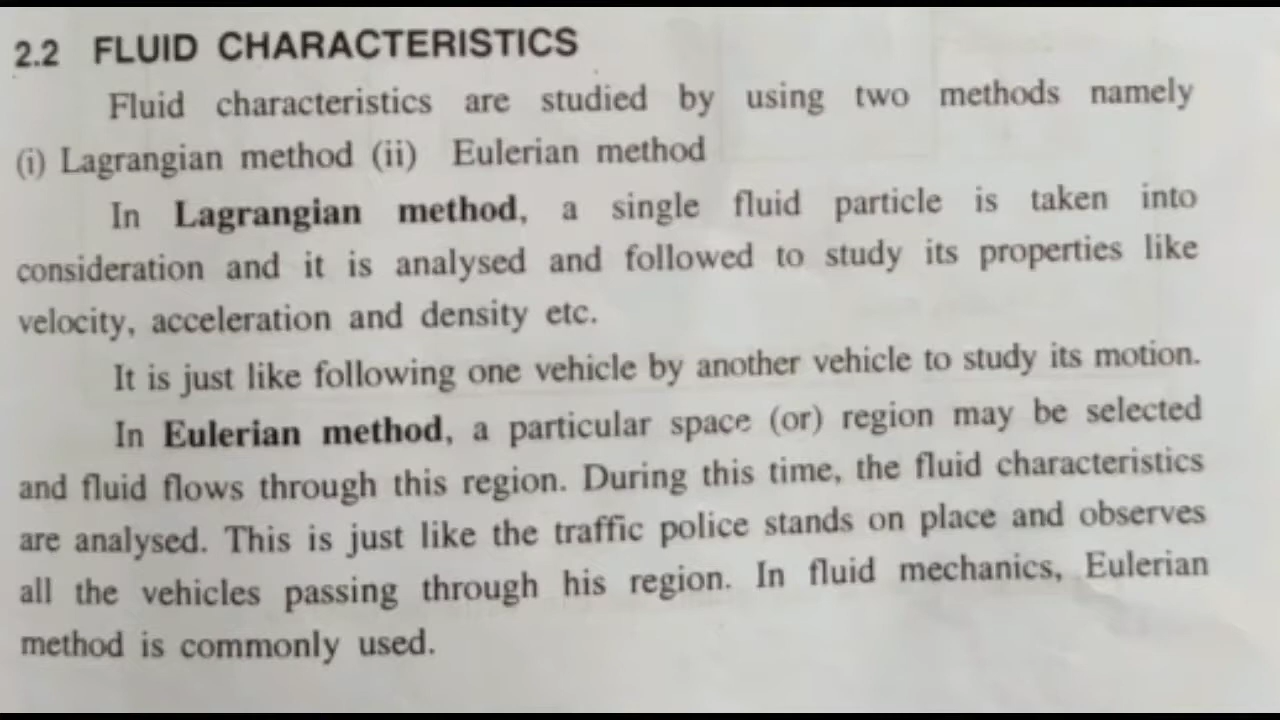 2.2 FLUID CHARACTERISTICS
Fluid characteristics are studied by using two methods namely
(i) Lagrangian method (ii) Eulerian method
In Lagrangian method, a single fluid particle is taken into
consideration and it is analysed and followed to study its properties like
velocity, acceleration and density etc.
It is just like following one vehicle by another vehicle to study its motion.
In Eulerian method, a particular space (or) region may be selected
and fluid flows through this region. During this time, the fluid characteristics
are analysed. This is just like the traffic police stands on place and observes
all the vehicles passing through his region. In fluid mechanics, Eulerian
method is commonly used.